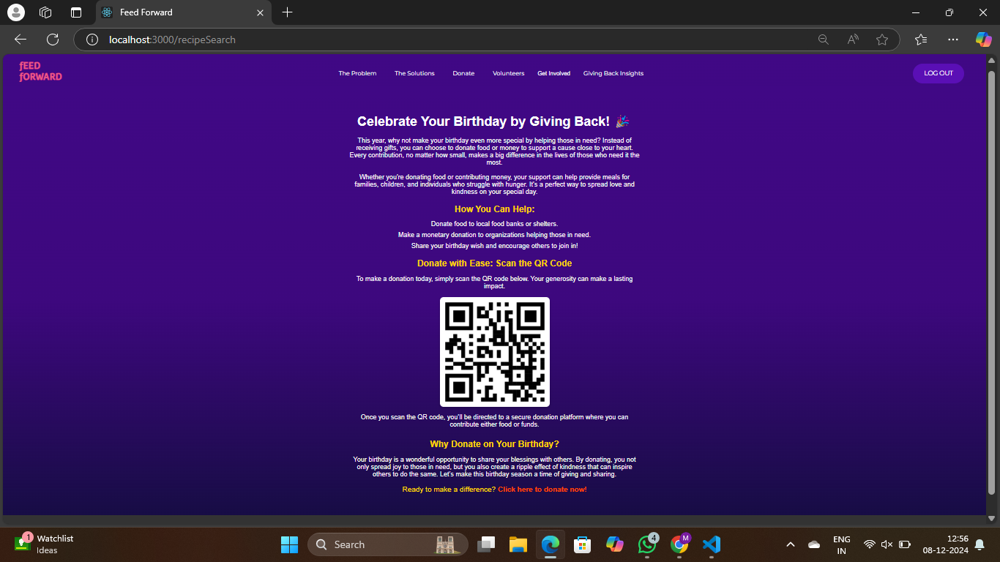 Feed Forward
localhost:3000/recipeSearch
fEED
fORWARD
The Problem
The Solutions
Donate
Volunteers
Get Involved
Giving Back Insights
LOG OUT
Celebrate Your Birthday by Giving Back! 🎉
This year, why not make your birthday even more special by helping those in need? Instead of
receiving gifts, you can choose to donate food or money to support a cause close to your heart.
Every contribution, no matter how small, makes a big difference in the lives of those who need it the
most.
Whether you're donating food or contributing money, your support can help provide meals for
families, children, and individuals who struggle with hunger. It's a perfect way to spread love and
kindness on your special day.
How You Can Help:
Donate food to local food banks or shelters.
Make a monetary donation to organizations helping those in need.
Share your birthday wish and encourage others to join in!
Donate with Ease: Scan the QR Code
To make a donation today, simply scan the QR code below. Your generosity can make a lasting
impact.
Once you scan the QR code, you'll be directed to a secure donation platform where you can
contribute either food or funds.
Why Donate on Your Birthday?
Your birthday is a wonderful opportunity to share your blessings with others. By donating, you not
only spread joy to those in need, but you also create a ripple effect of kindness that can inspire
others to do the same. Let's make this birthday season a time of giving and sharing.
Ready to make a difference? Click here to donate now!
1
Watchlist
Ideas
Search
4
M
ENG
IN
12:56
08-12-2024